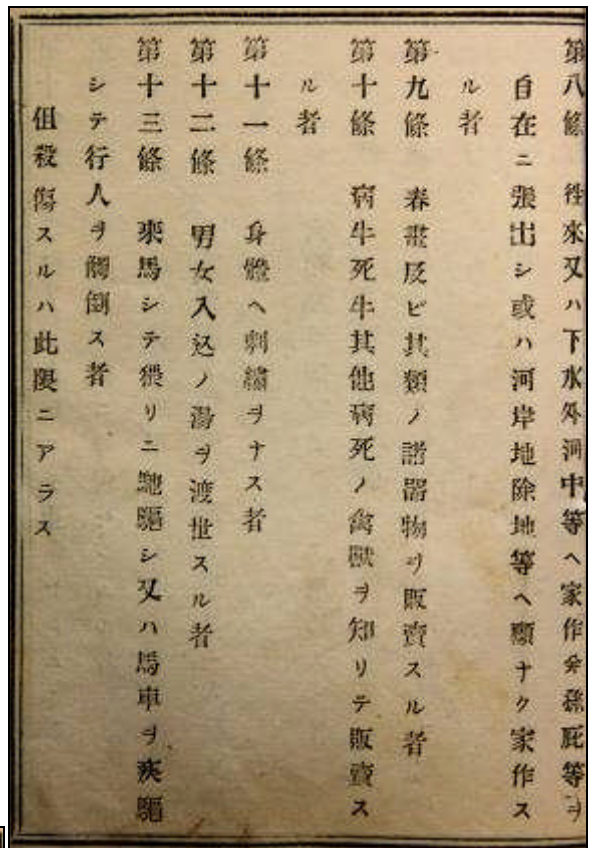 第八條 徃來又ハ下水外河中等ヘ家作并孫庇等ヲ
自在ニ張出シ或ハ河岸地除地等ヘ願ナク家作ス
ル者
第九條 春畫及ビ其類ノ諸器物ヲ販賣スル者
第十條 病牛死牛其他病死ノ禽獸ヲ知リテ販賣ス
ル者
第十一條 身體ヘ刺繡ヲナス者
第十二條 男女入込ノ湯ヲ渡世スル者
第十三條 乘馬シテ猥リニ馳驅シ又ハ馬車ヲ疾驅
シテ行人ヲ觸倒ス者
但殺傷スルハ此限ニアラス